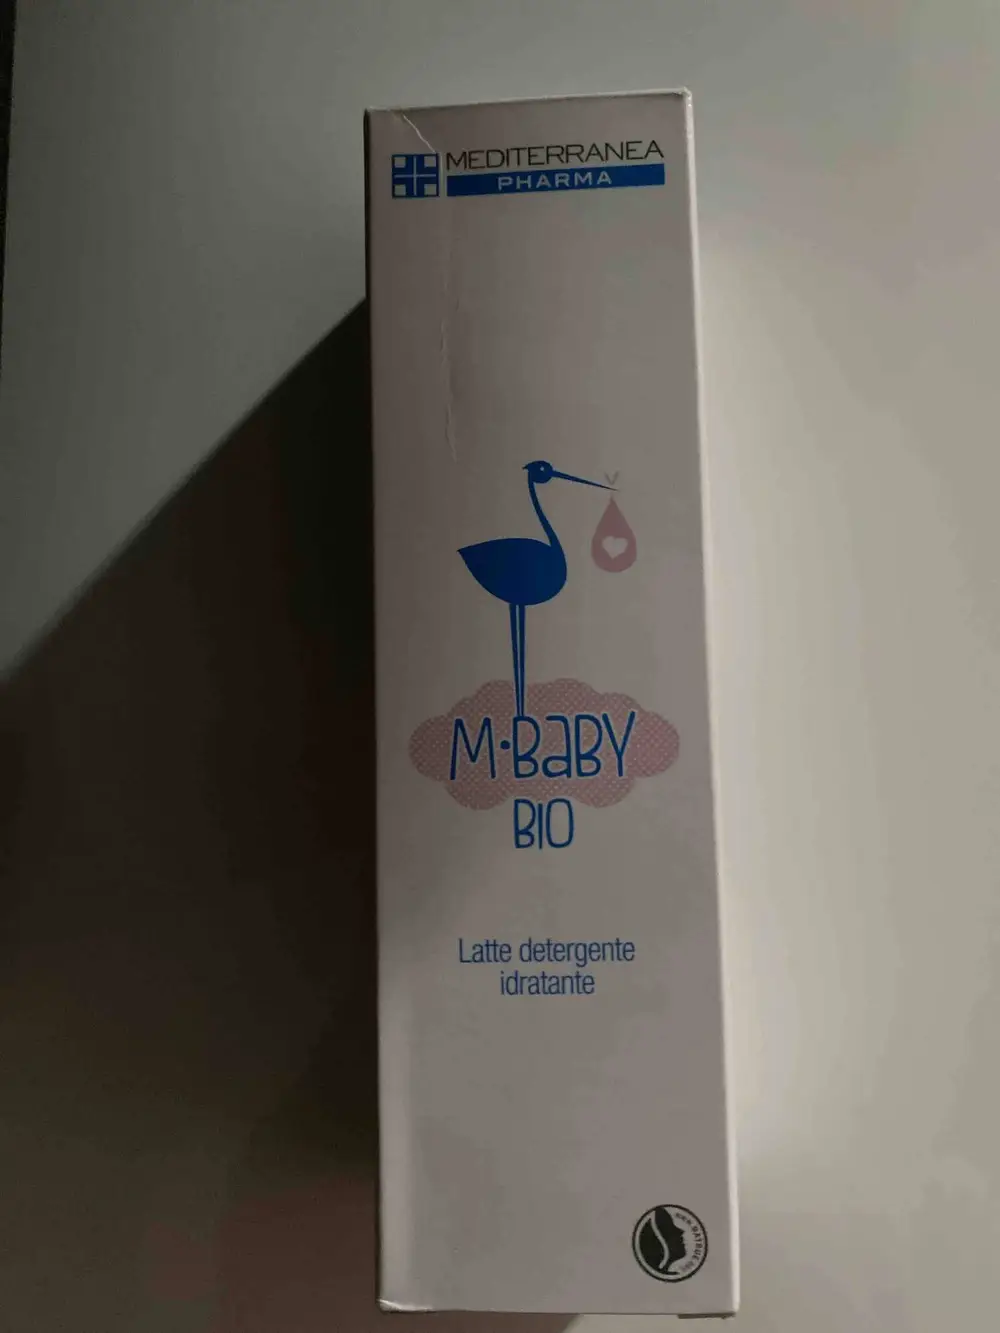 MEDITERRANEA
PHARMA
M·BaBY
BIO
Latte detergente
idratante